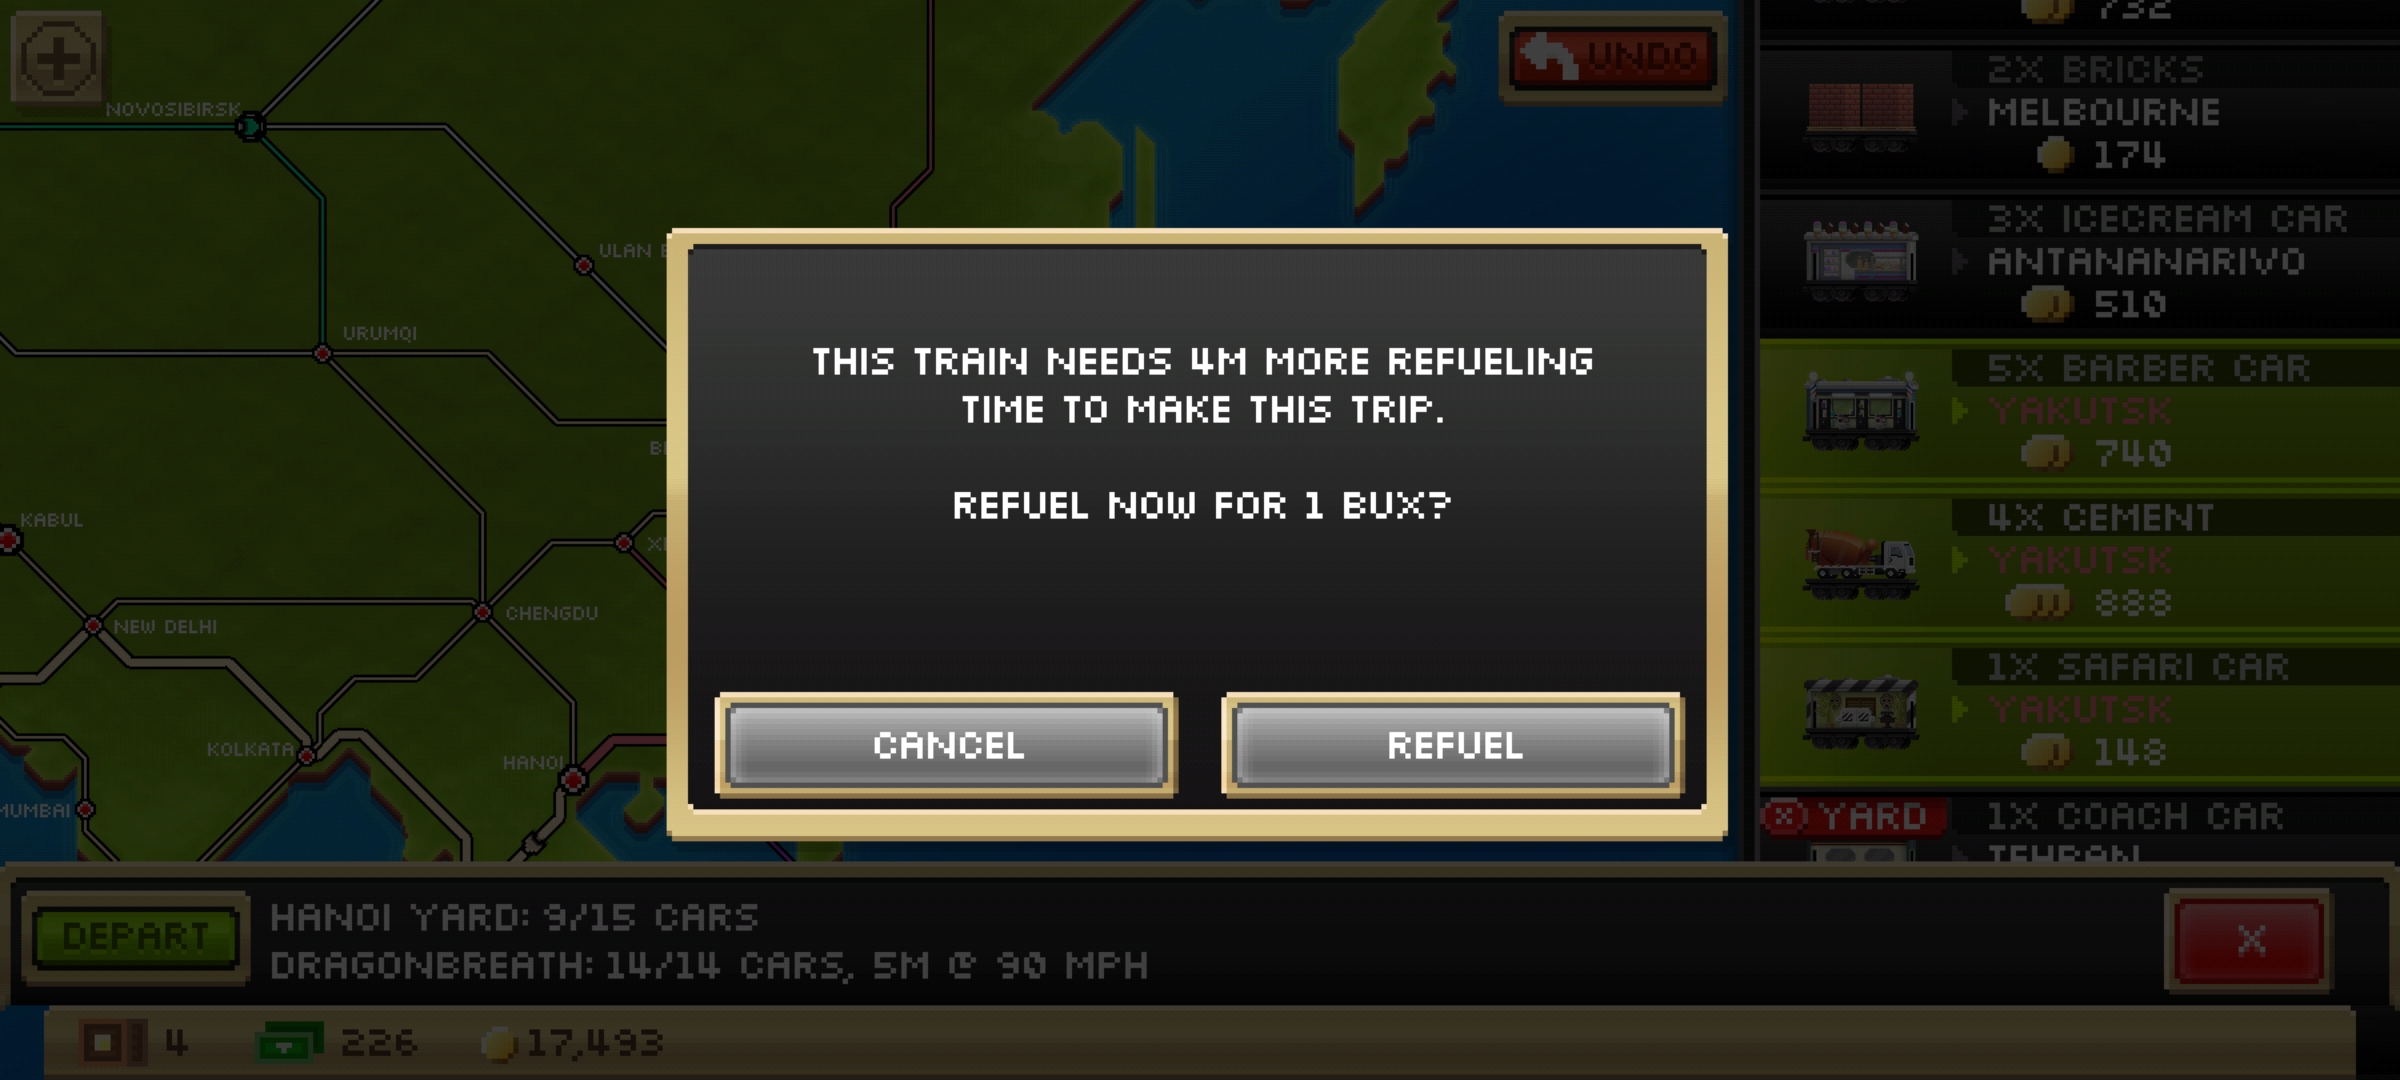 732
UNDO
2X BRICKS
MELBOURNE
174
NOVOSIBIRSK
3X ICECREAM CAR
ANTANANARIVO
510
ULAN
URUMQI
THIS TRAIN NEEDS 4M MORE REFUELING
TIME TO MAKE THIS TRIP.
REFUEL NOW FOR 1 BUX?
5X BARBER CAR
YAKUTSK
740
KABUL
4X CEMENT
YAKUTSK
888
CHENGDU
NEW DELHI
1X SAFARI CAR
YAKUTSK
148
KOLKATA
HANOI
MUMBAI
CANCEL
REFUEL
YARD
1X COACH CAR
TEHRAN
DEPART
HANOI YARD: 9/15 CARS
DRAGONBREATH: 14/14 CARS, 5M @ 90 MPH
X
4
226
17,493